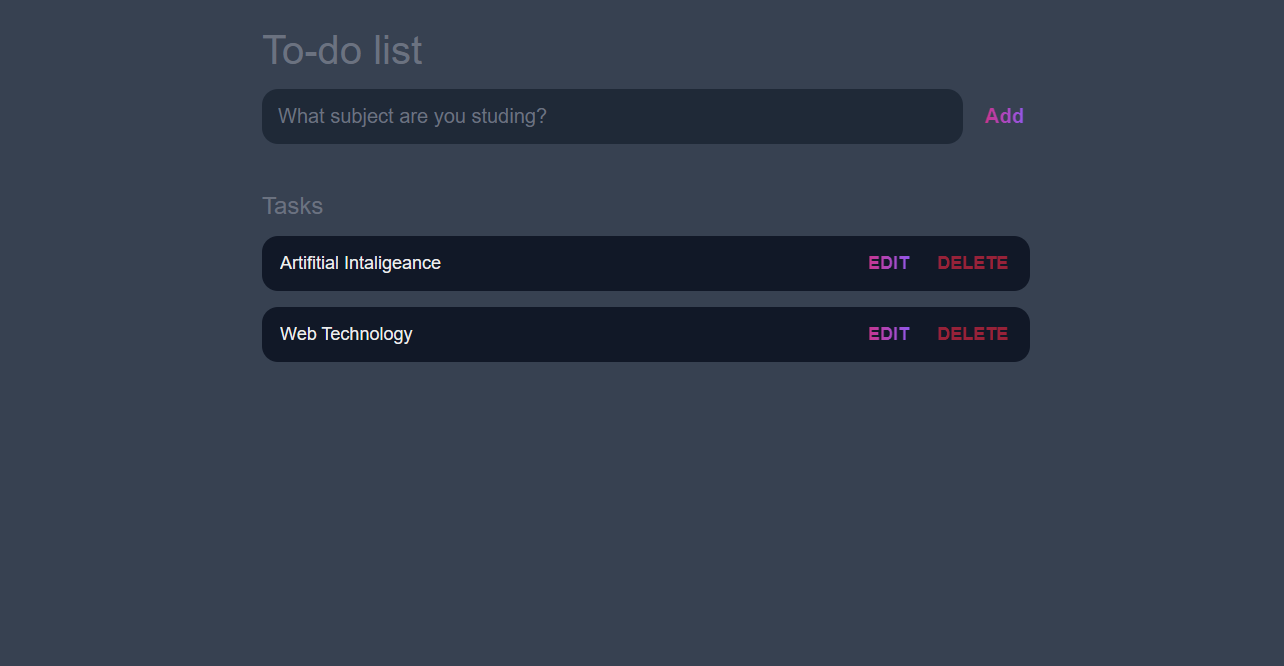 To-do list
What subject are you studing?
Add
Tasks
Artifitial Intaligeance
EDIT
DELETE
Web Technology
EDIT
DELETE